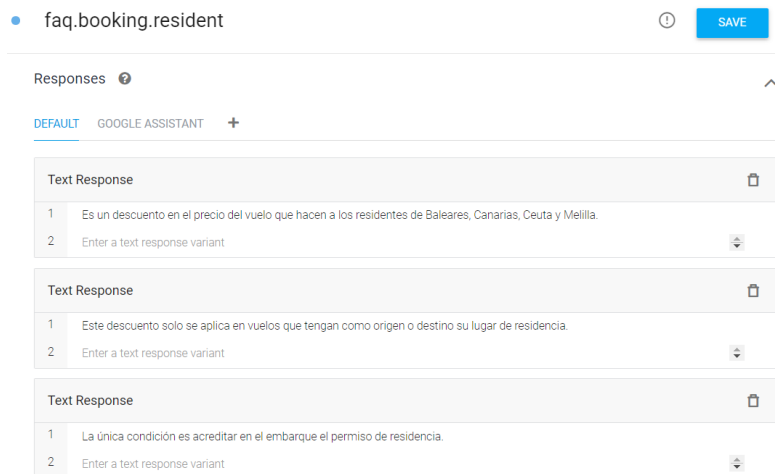 faq.booking.resident
SAVE
Responses
DEFAULT GOOGLE ASSISTANT +
Text Response
1 Es un descuento en el precio del vuelo que hacen a los residentes de Baleares, Canarias, Ceuta y Melilla.
2 Enter a text response variant
Text Response
1 Este descuento solo se aplica en vuelos que tengan como origen o destino su lugar de residencia.
2 Enter a text response variant
Text Response
1 La única condición es acreditar en el embarque el permiso de residencia.
2 Enter a text response variant